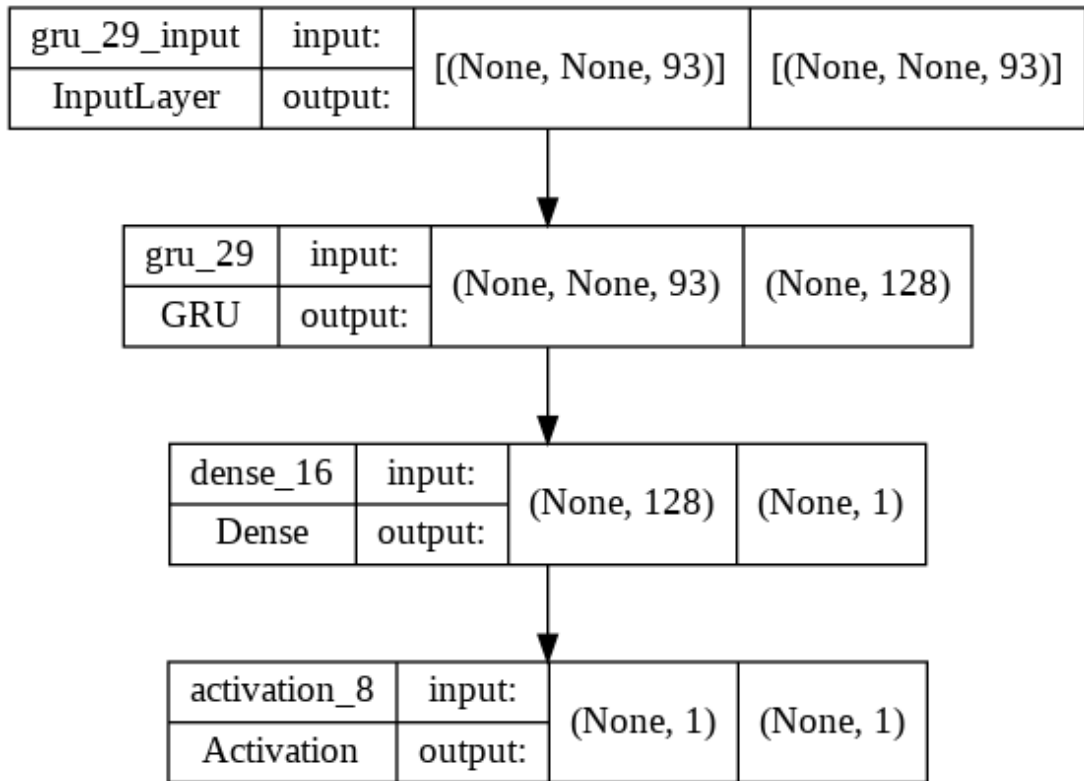 gru_29_input input: [(None, None, 93)] [(None, None, 93)]
InputLayer output:
gru_29 input: (None, None, 93) (None, 128)
GRU output:
dense_16 input: (None, 128) (None, 1)
Dense output:
activation_8 input: (None, 1) (None, 1)
Activation output: